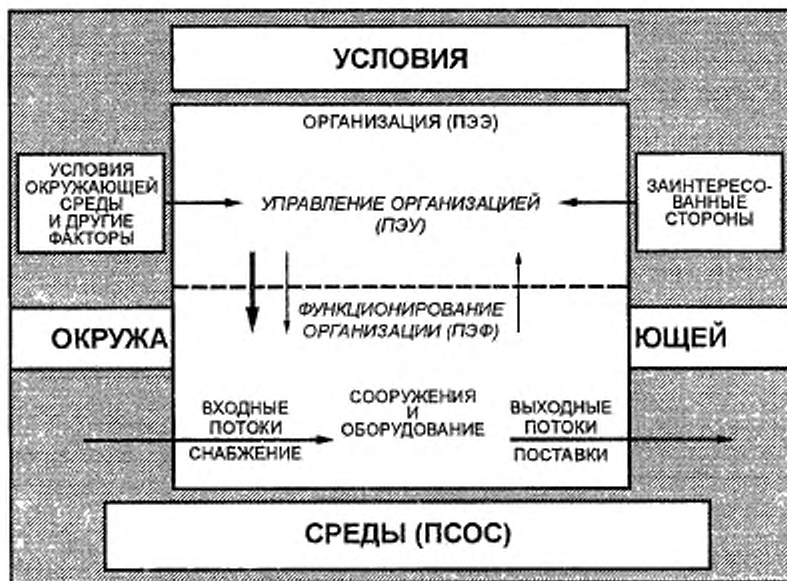 УСЛОВИЯ
ОРГАНИЗАЦИЯ (ПЭЭ)
УСЛОВИЯ
ОКРУЖАЮЩЕЙ
СРЕДЫ
И ДРУГИЕ
ФАКТОРЫ
УПРАВЛЕНИЕ ОРГАНИЗАЦИЕЙ
(ПЭУ)
ЗАИНТЕРЕСО-
ВАННЫЕ
СТОРОНЫ
ФУНКЦИОНИРОВАНИЕ
ОРГАНИЗАЦИИ (ПЭФ)
ОКРУЖА
ЮЩЕЙ
ВХОДНЫЕ
ПОТОКИ
СНАБЖЕНИЕ
СООРУЖЕНИЯ
И
ОБОРУДОВАНИЕ
ВЫХОДНЫЕ
ПОТОКИ
ПОСТАВКИ
СРЕДЫ (ПСОС)